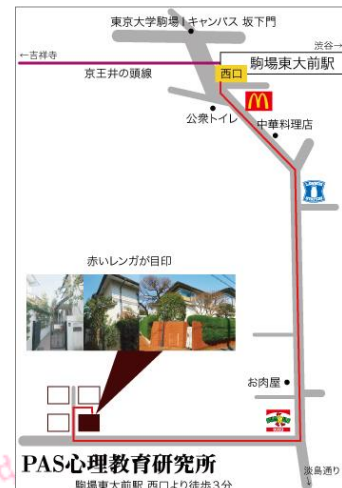 東京大学駒場Ⅰキャンパス 坂下門
渋谷→
←吉祥寺
駒場東大前駅
京王井の頭線
西口
公衆トイレ
中華料理店
赤いレンガが目印
お肉屋
PAS心理教育研究所
淡島通り
駒場東大前駅 西口より徒歩3分